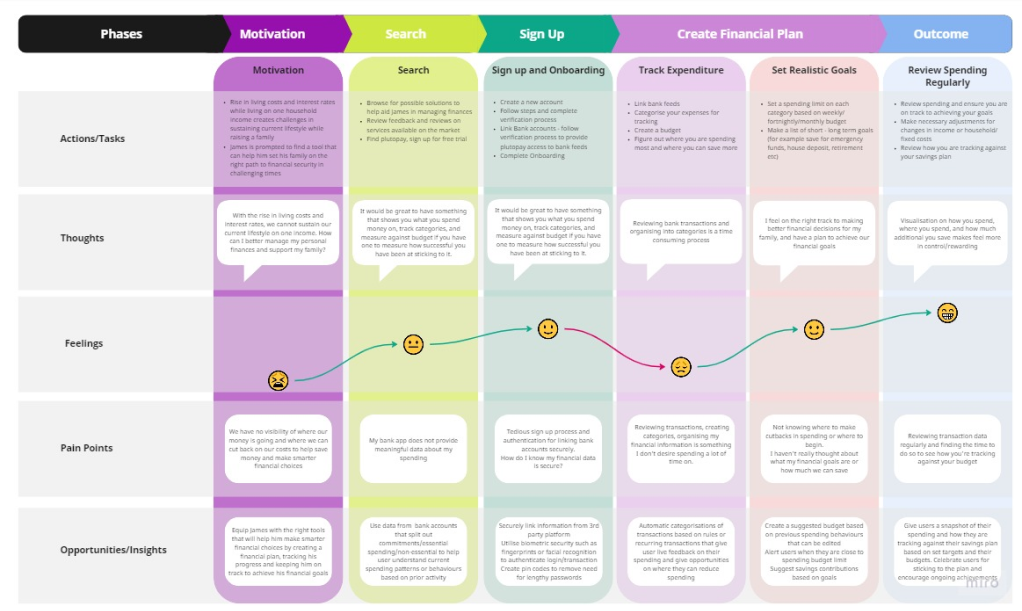 Phases
Motivation
Search
Sign Up
Create Financial Plan
Outcome
Motivation
Search
Sign up and Onboarding
Track Expenditure
Set Realistic Goals
Review Spending
Regularly
Actions/Tasks
• Rise in living costs and interest rates
while living on one household
income creates challenges in
sustaining current lifestyle while
raising a family
• James is prompted to find a tool that
can help him set his family on the
right path to financial security in
challenging times
• Browse for possible solutions to
help aid James in managing finances
• Review feedback and reviews on
services available on the market
• Find plutopay, sign up for free trial
• Create a new account
• Follow steps and complete
verification process
• Link Bank accounts - follow
verification process to provide
plutopay access to bank feeds
• Complete Onboarding
• Link bank feeds
• Categorise your expenses for
tracking
• Create a budget
• Figure out where you are spending
most and where you can save more
• Set a spending limit on each
category based on weekly/
fortnightly/monthly budget
• Make a list of short - long term goals
(for example save for emergency
funds, house deposit, retirement
etc)
• Review spending and ensure you are
on track to achieving your goals
• Make necessary adjustments for
changes in income or household/
fixed costs
• Review how you are tracking against
your savings plan
Thoughts
With the rise in living costs and
interest rates, we cannot sustain our
current lifestyle on one income. How
can I better manage my personal
finances and support my family?
It would be great to have something
that shows you what you spend
money on, track categories, and
measure against budget if you have
one to measure how successful you
have been at sticking to it.
It would be great to have something
that shows you what you spend
money on, track categories, and
measure against budget if you have
one to measure how successful you
have been at sticking to it.
Reviewing bank transactions and
organising into categories is a time
consuming process
I feel on the right track to making
better financial decisions for my
family, and have a plan to achieve our
financial goals
Visualisation on how you spend,
where you spend, and how much
additional you save makes feel more
in control/rewarding
Feelings
Pain Points
We have no visibility of where our
money is going and where we can
cut back on our costs to help save
money and make smarter
financial choices
My bank app does not provide
meaningful data about my
spending
Tedious sign up process and
authentication for linking bank
accounts securely.
How do I know my financial data
is secure?
Reviewing transactions, creating
categories, organising my
financial information is something
I don't desire spending a lot of
time on.
Not knowing where to make
cutbacks in spending or where to
begin.
I haven't really thought about
what my financial goals are or
how much we can save
Reviewing transaction data
regularly and finding the time to
do so to see how you're tracking
against your budget
Opportunities/Insights
Equip James with the right tools
that will help him make smarter
financial choices by creating a
financial plan, tracking his
progress and keeping him on
track to achieve his financial goals
Use data from bank accounts
that split out
commitments/essential
spending/non-essential to help
user understand current
spending patterns or behaviours
based on prior activity
Securely link information from 3rd
party platform
Utilise biometric security such as
fingerprints or facial recognition
to authenticate login/transaction
Create pin codes to remove need
for lengthy passwords
Automatic categorisations of
transactions based on rules or
recurring transactions that give
user live feedback on their
spending and give opportunities
on where they can reduce
spending
Create a suggested budget based
on previous spending behaviours
that can be edited
Alert users when they are close to
spending budget limit
Suggest savings contributions
based on goals
Give users a snapshot of their
spending and how they are
tracking against their savings plan
based on set targets and their
budgets. Celebrate users for
sticking to the plan and
encourage ongoing achievements
miro